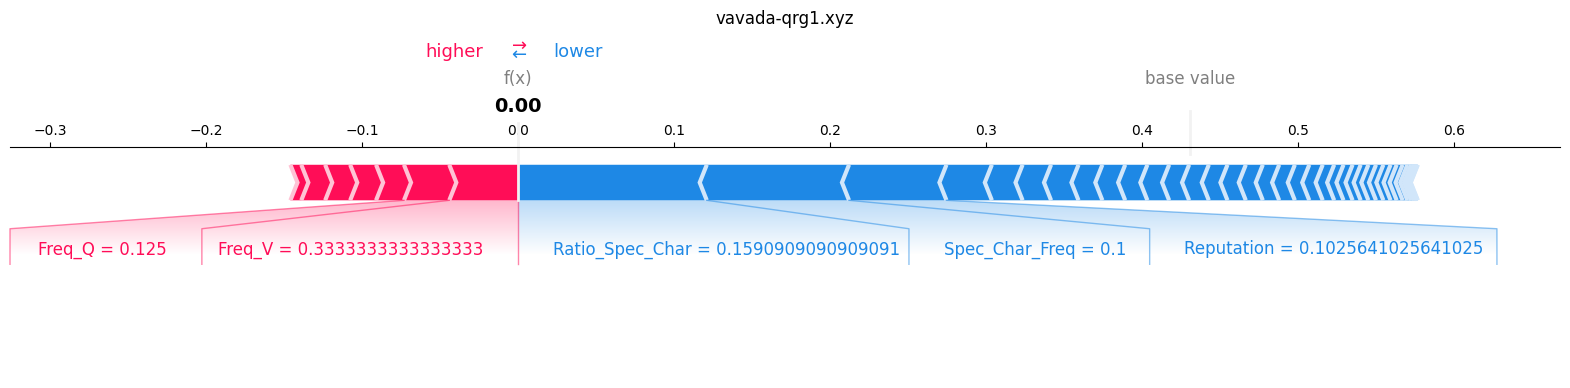 vavada-qrg1.xyz
higher ⇄ lower
f(x) base value
0.00
−0.3 −0.2 −0.1 0.0 0.1 0.2 0.3 0.4 0.5 0.6
Freq_Q = 0.125 Freq_V = 0.3333333333333333 Ratio_Spec_Char = 0.1590909090909091 Spec_Char_Freq = 0.1 Reputation = 0.1025641025641025